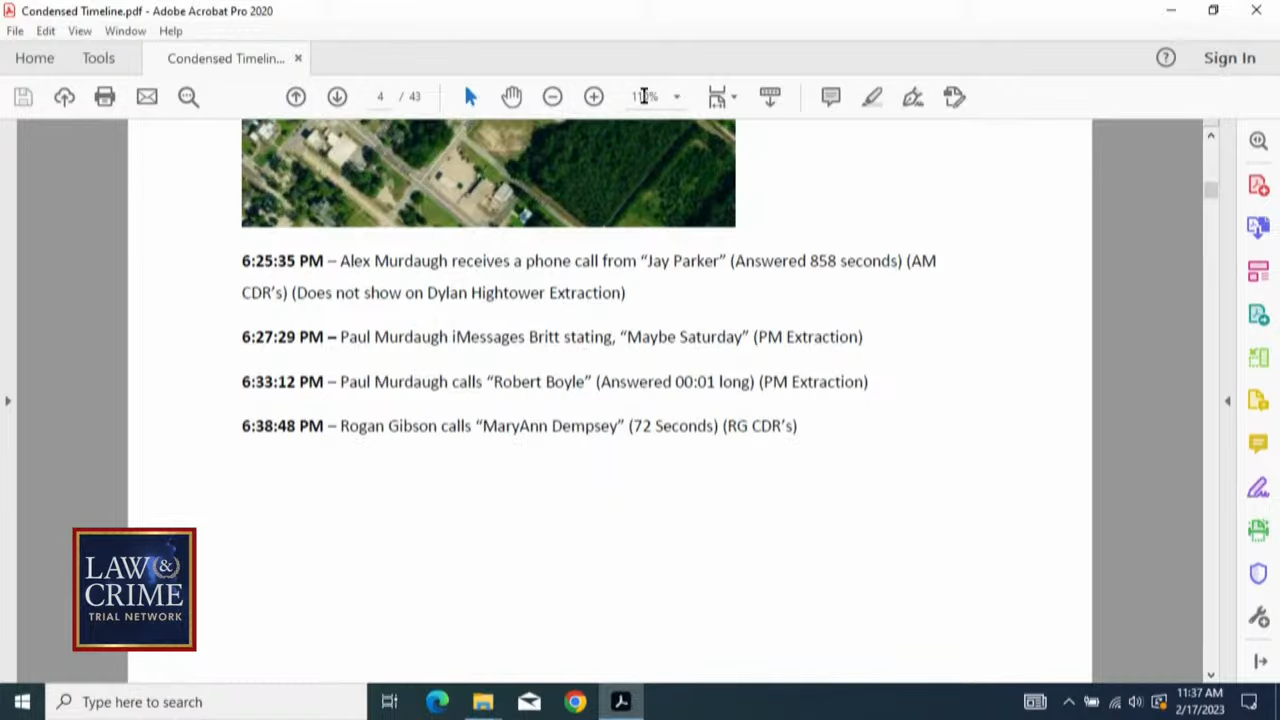 Condensed Timeline.pdf - Adobe Acrobat Pro 2020
File Edit View Window Help
Home Tools Condensed Timelin... Sign In
4 / 43
6:25:35 PM – Alex Murdaugh receives a phone call from “Jay Parker” (Answered 858 seconds) (AM
CDR’s) (Does not show on Dylan Hightower Extraction)
6:27:29 PM – Paul Murdaugh iMessages Britt stating, “Maybe Saturday” (PM Extraction)
6:33:12 PM – Paul Murdaugh calls “Robert Boyle” (Answered 00:01 long) (PM Extraction)
6:38:48 PM – Rogan Gibson calls “MaryAnn Dempsey” (72 Seconds) (RG CDR’s)
LAW &
CRIME
TRIAL NETWORK
Type here to search
11:37 AM
2/17/2023